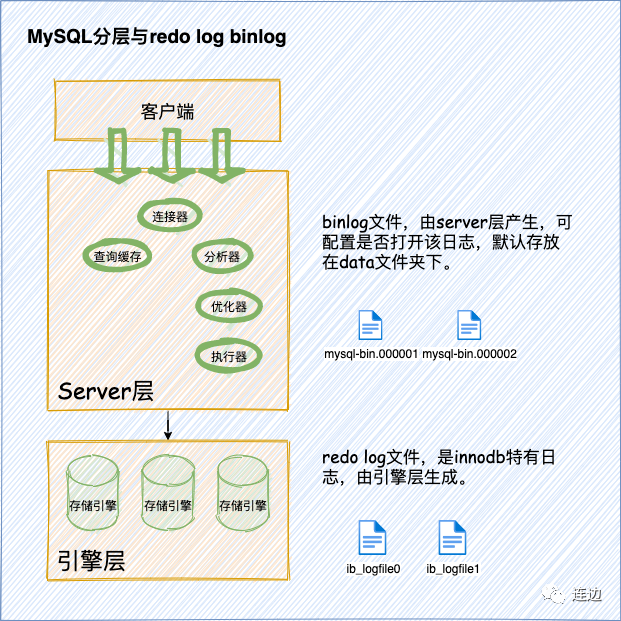 MySQL分层与redo log binlog
客户端
连接器
查询缓存
分析器
优化器
执行器
Server层
binlog文件，由server层产生，可
配置是否打开该日志，默认存放
在data文件夹下。
mysql-bin.000001 mysql-bin.000002
存储引擎 存储引擎 存储引擎
引擎层
redo log文件，是innodb特有日
志，由引擎层生成。
ib_logfile0 ib_logfile1
连边